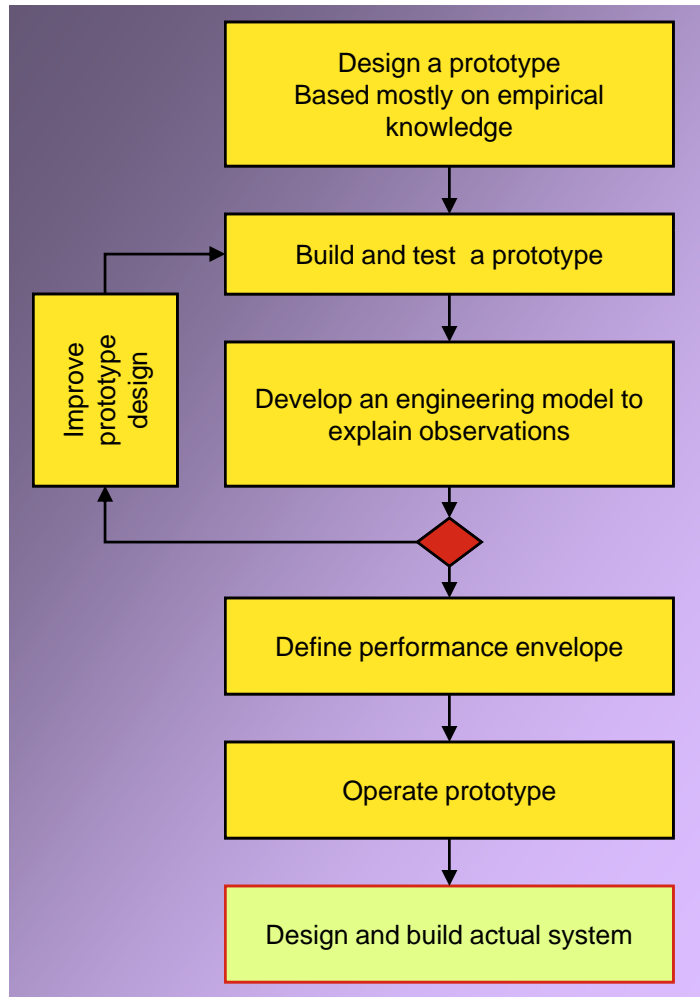 Design a prototype
Based mostly on empirical
knowledge
Build and test  a prototype
Improve
prototype
design
Develop an engineering model to
explain observations
Define performance envelope
Operate prototype
Design and build actual system